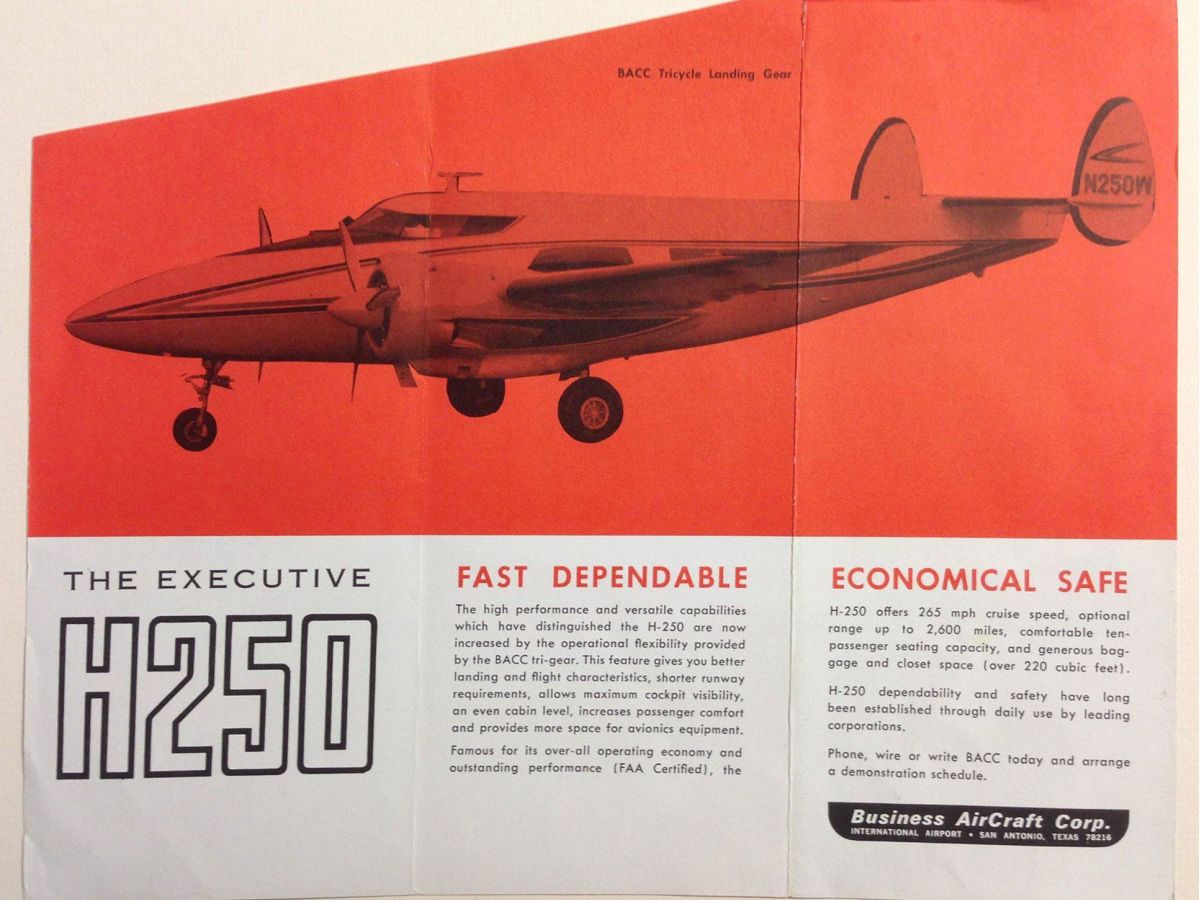 BACC Tricycle Landing Gear
N250W
THE EXECUTIVE
H250
FAST DEPENDABLE
The high performance and versatile capabilities
which have distinguished the H-250 are now
increased by the operational flexibility provided
by the BACC tri-gear. This feature gives you better
landing and flight characteristics, shorter runway
requirements, allows maximum cockpit visibility,
an even cabin level, increases passenger comfort
and provides more space for avionics equipment.
Famous for its over-all operating economy and
outstanding performance (FAA Certified), the
ECONOMICAL SAFE
H-250 offers 265 mph cruise speed, optional
range up to 2,600 miles, comfortable ten-
passenger seating capacity, and generous bag-
gage and closet space (over 220 cubic feet).
H-250 dependability and safety have long
been established through daily use by leading
corporations.
Phone, wire or write BACC today and arrange
a demonstration schedule.
Business AirCraft Corp.
INTERNATIONAL AIRPORT • SAN ANTONIO, TEXAS 78216